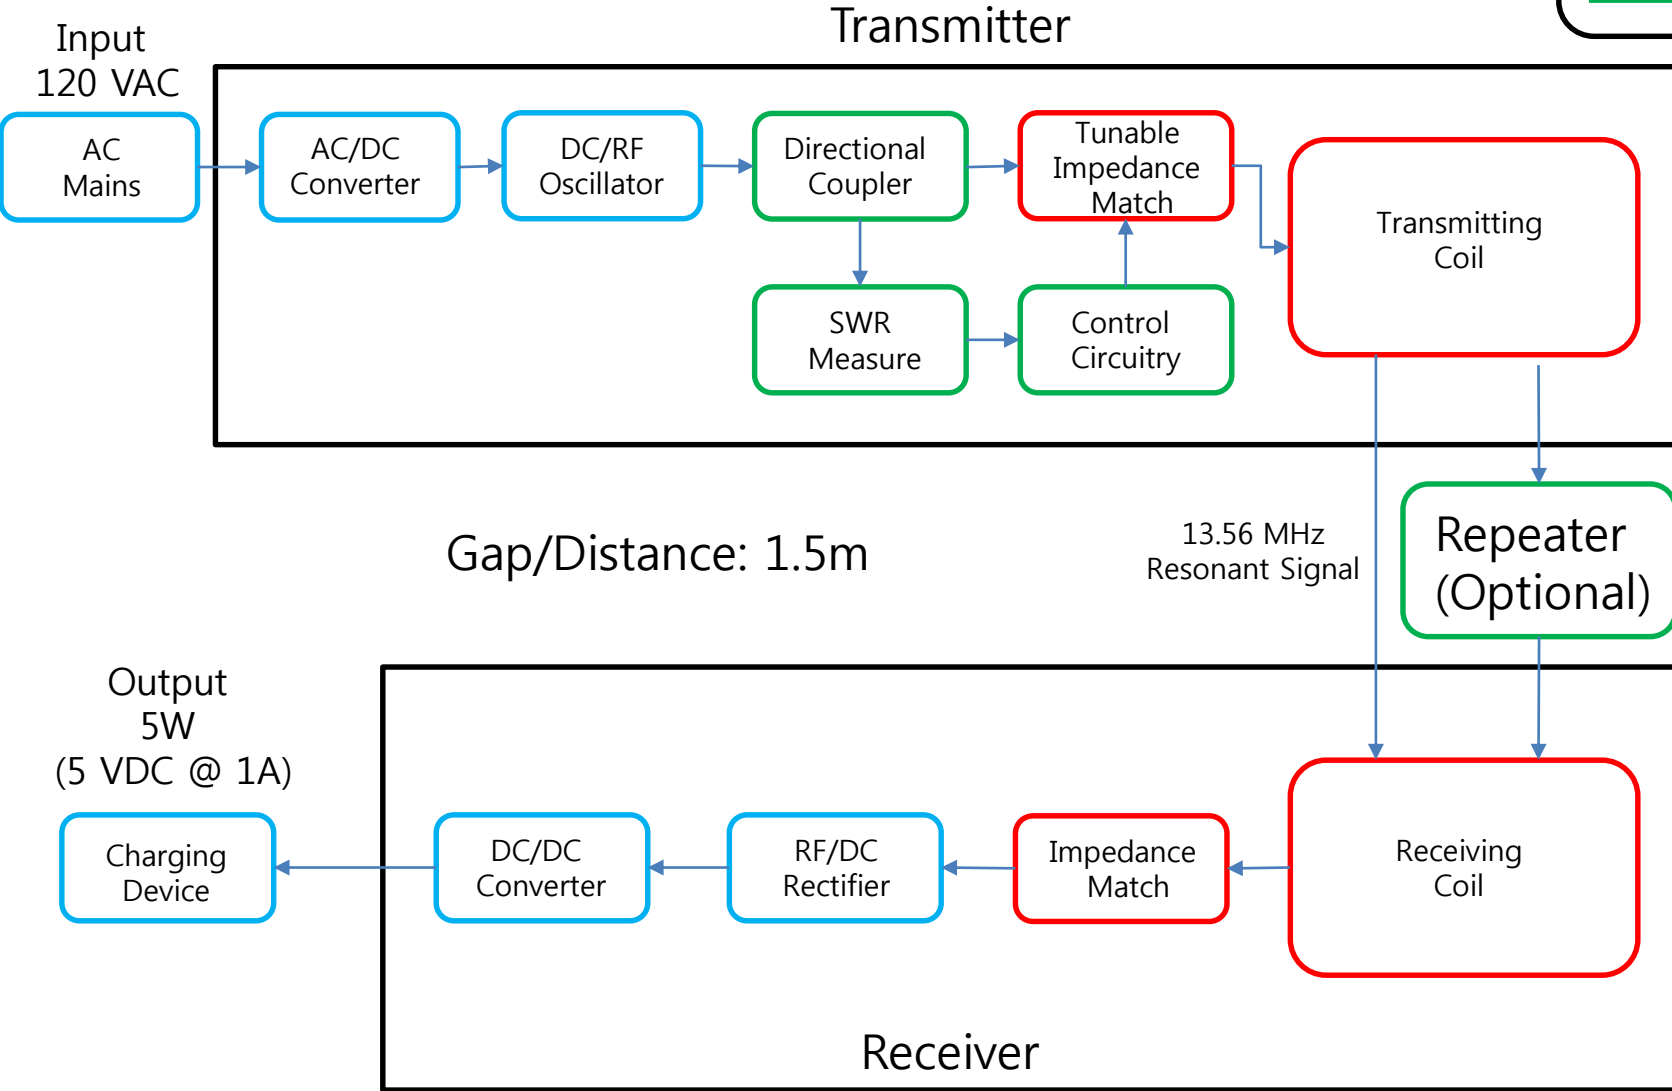 Transmitter
Input
120 VAC
AC
Mains
AC/DC
Converter
DC/RF
Oscillator
Directional
Coupler
Tunable
Impedance
Match
Transmitting
Coil
SWR
Measure
Control
Circuitry
Gap/Distance: 1.5m
13.56 MHz
Resonant Signal
Repeater
(Optional)
Output
5W
(5 VDC @ 1A)
Charging
Device
DC/DC
Converter
RF/DC
Rectifier
Impedance
Match
Receiving
Coil
Receiver